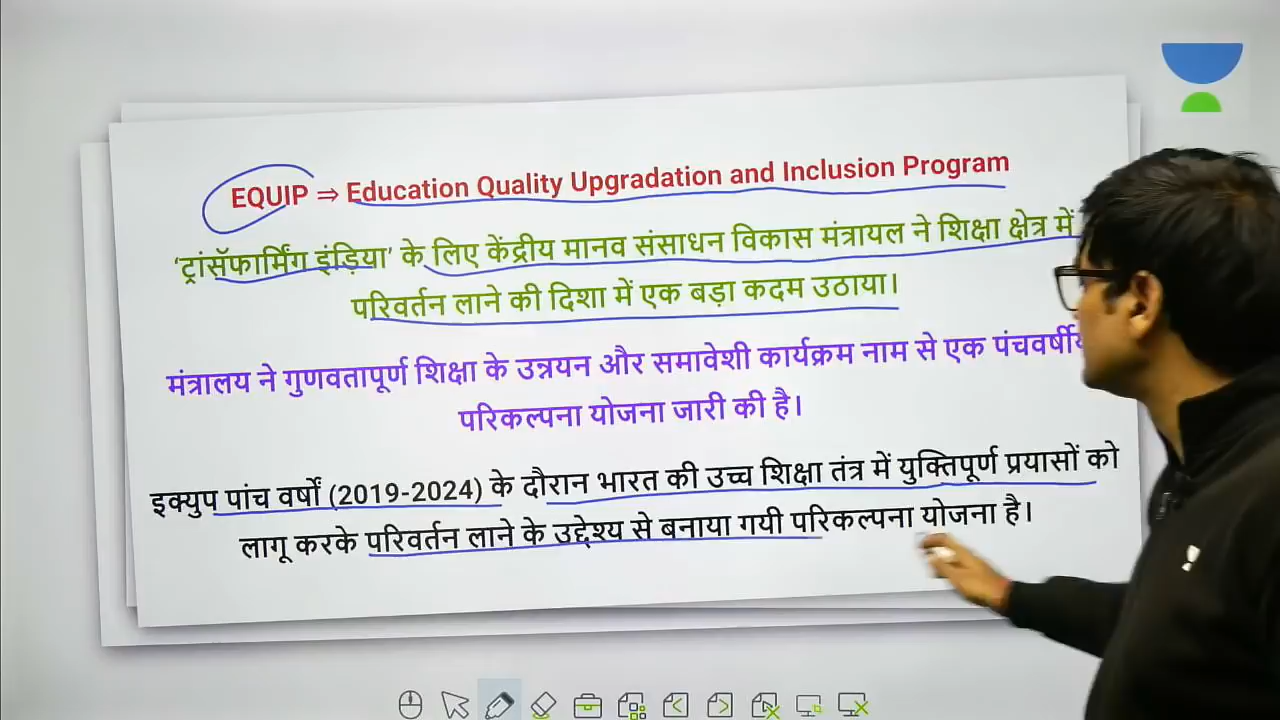 EQUIP ⇒ Education Quality Upgradation and Inclusion Program
'ट्रांसॅफार्मिंग इंड़िया' के लिए केंद्रीय मानव संसाधन विकास मंत्रायल ने शिक्षा क्षेत्र में
परिवर्तन लाने की दिशा में एक बड़ा कदम उठाया।
मंत्रालय ने गुणवतापूर्ण शिक्षा के उन्नयन और समावेशी कार्यक्रम नाम से एक
परिकल्पना योजना जारी की है।
इक्युप पांच वर्षों (2019-2024) के दौरान भारत की उच्च शिक्षा तंत्र में युक्तिपूर्ण प्रयासों को
लागू करके परिवर्तन लाने के उद्देश्य से बनाया गयी परिकल्पना योजना है।